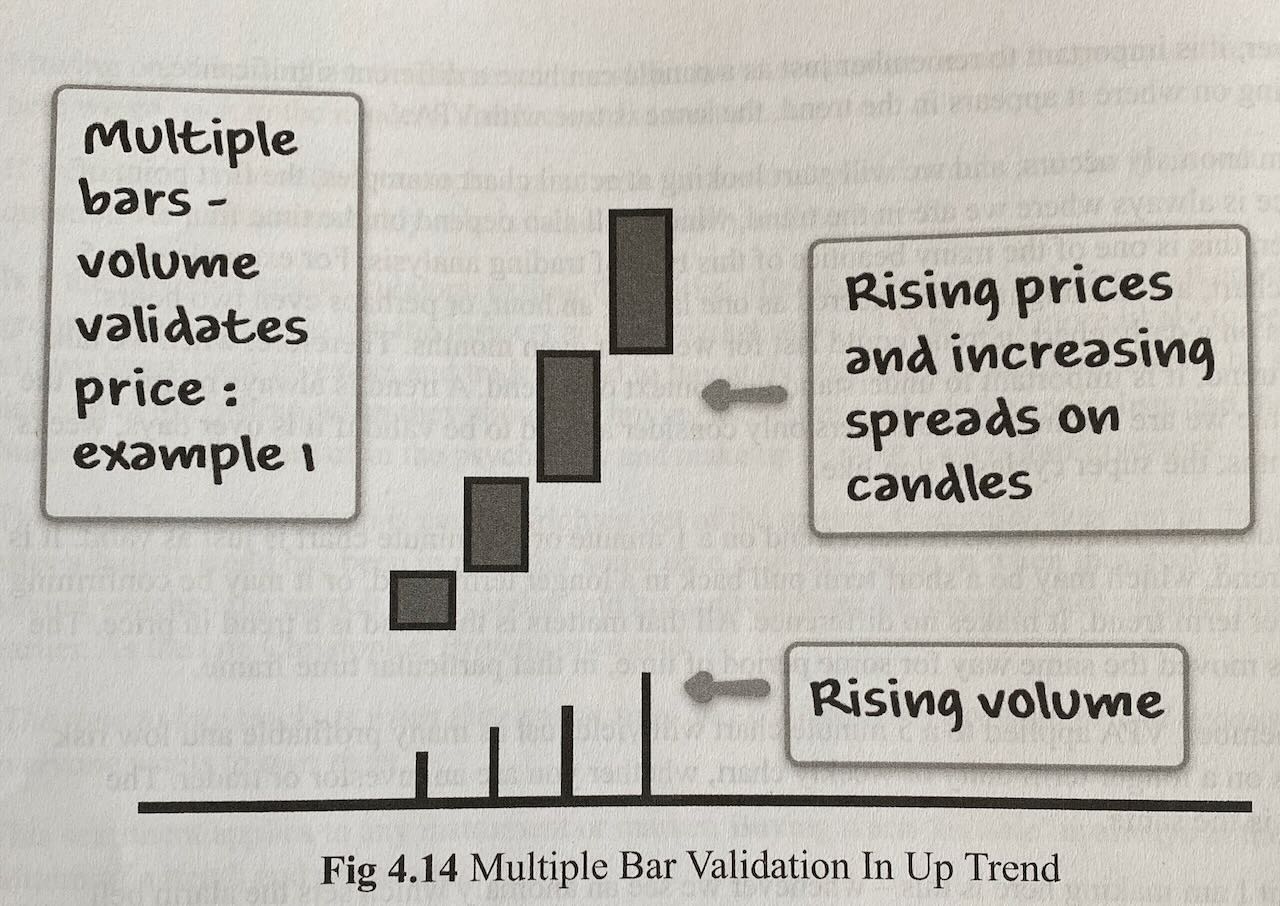 Multiple
bars -
volume
validates
price :
example 1
Rising prices
and increasing
spreads on
candles
Rising volume
Fig 4.14 Multiple Bar Validation In Up Trend